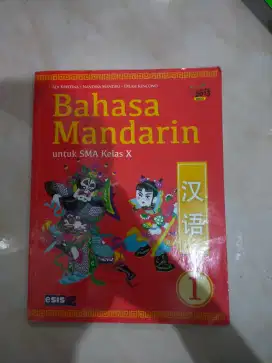 Bahasa
Mandarin
untuk SMA Kelas X
汉
语
1
esis